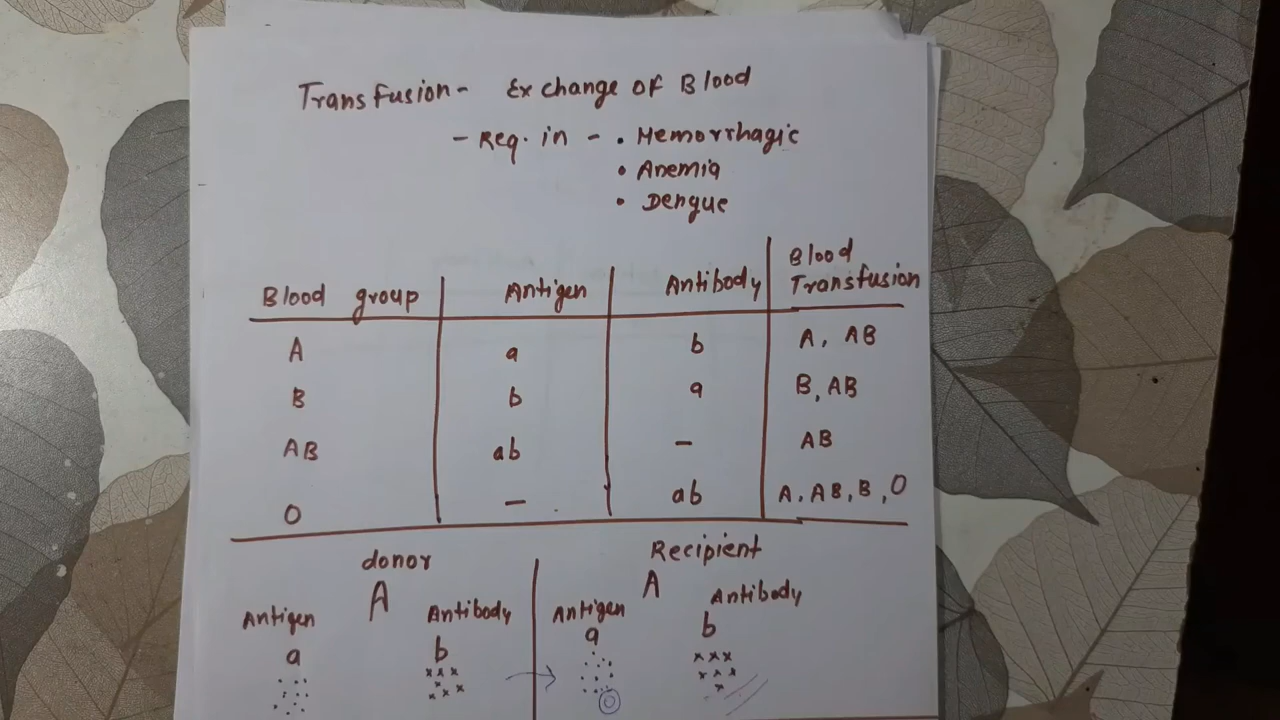 Transfusion - Exchange of Blood
- Req. in - • Hemorrhagic
• Anemia
• Dengue
Blood group Antigen Antibody Blood Transfusion
A a b A, AB
B b a B, AB
AB ab - AB
O - ab A, AB, B, O
donor Recipient
A A
Antigen Antibody Antigen Antibody
a b a b